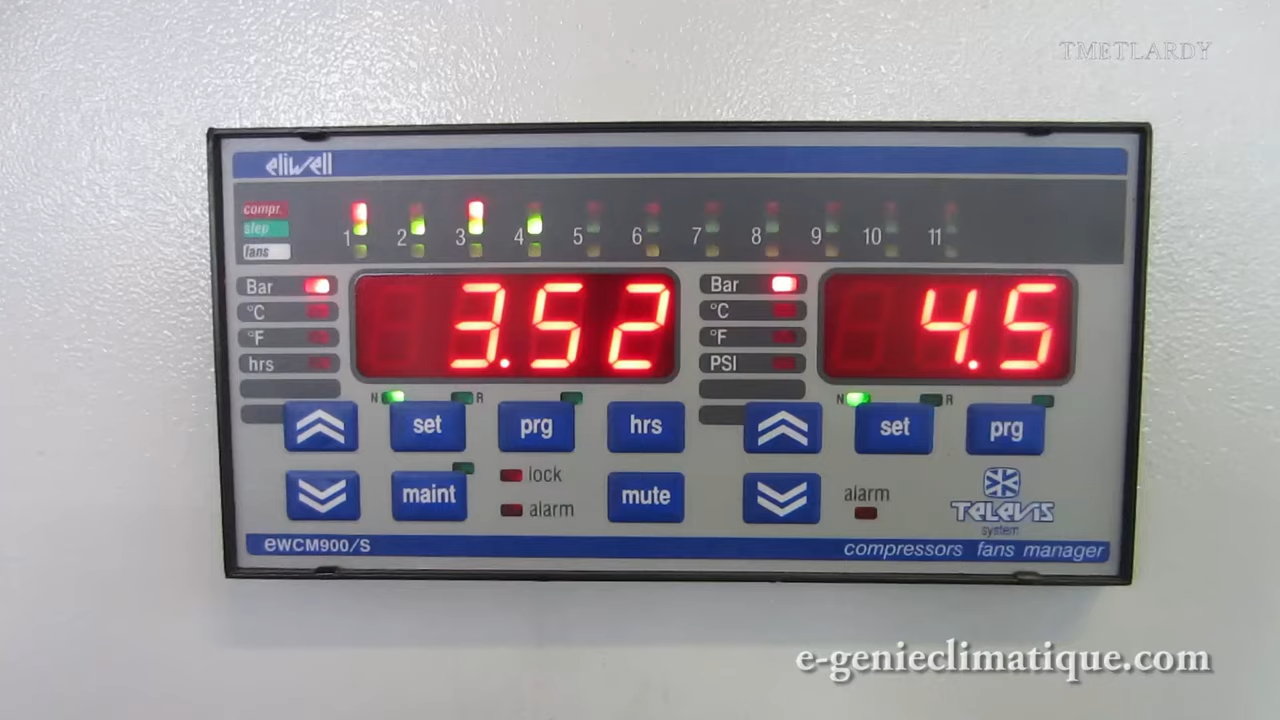 TMETLARDY
eliwell
compr.
step
fans
1 2 3 4 5 6 7 8 9 10 11
Bar
°C
°F
hrs
3.52
Bar
°C
°F
PSI
4.5
N R
set prg hrs
maint
lock
alarm
mute
N R
set prg
alarm
TELEVIS
system
eWCM900/S
compressors fans manager
e-genieclimatique.com